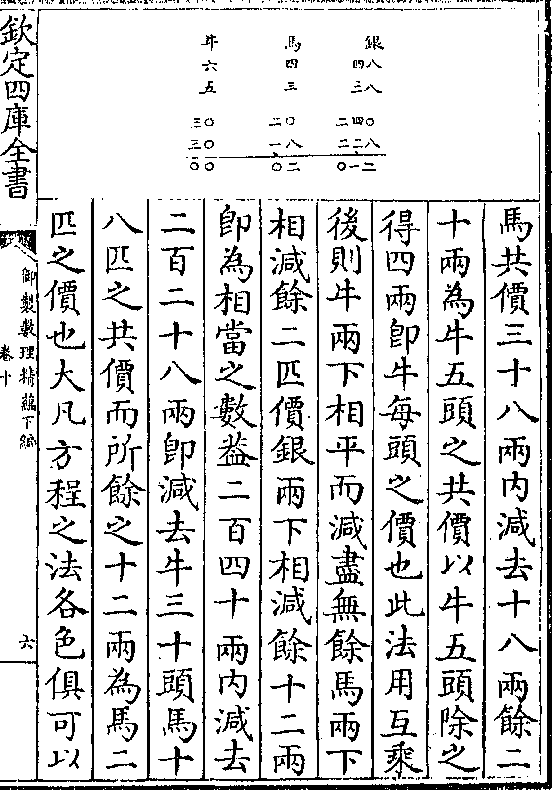 銀 四八 三八 二四〇 二二八 〇一二
馬 四 三 二〇 一八 〇二
牛 六 五 三〇 三〇 〇〇
馬共價三十八兩内減去十八兩餘二
十兩為牛五頭之共價以牛五頭除之
得四兩即牛每頭之價也此法用互乘
後則牛兩下相平而減盡無餘馬兩下
相減餘二匹價銀兩下相減餘十二兩
即為相當之數葢二百四十兩内減去
二百二十八兩即減去牛三十頭馬十
八匹之共價而所餘之十二兩為馬二
匹之價也大凡方程之法各色俱可以
欽定四庫全書
御製數理精藴下編
卷十
六